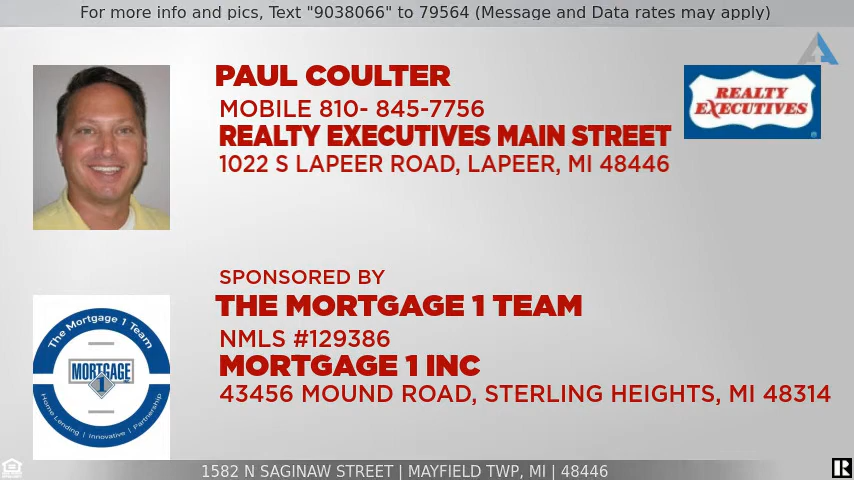 For more info and pics, Text "9038066" to 79564 (Message and Data rates may apply)
PAUL COULTER
MOBILE 810- 845-7756
REALTY EXECUTIVES MAIN STREET
1022 S LAPEER ROAD, LAPEER, MI 48446
REALTY
EXECUTIVES
SPONSORED BY
THE MORTGAGE 1 TEAM
NMLS #129386
MORTGAGE 1 INC
43456 MOUND ROAD, STERLING HEIGHTS, MI 48314
The Mortgage 1 Team
MORTGAGE
1
Home Lending | Innovative | Partnership
1582 N SAGINAW STREET | MAYFIELD TWP, MI | 48446